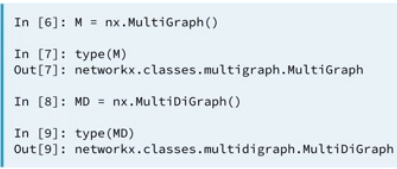 In [6]: M = nx.MultiGraph()
In [7]: type(M)
Out[7]: networkx.classes.multigraph.MultiGraph
In [8]: MD = nx.MultiDiGraph()
In [9]: type(MD)
Out[9]: networkx.classes.multidigraph.MultiDiGraph